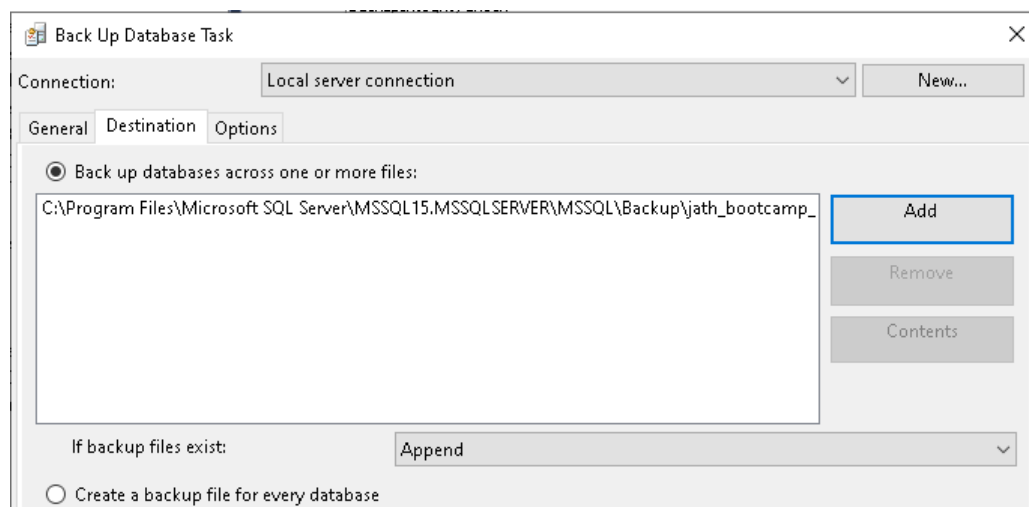 Back Up Database Task
Connection: Local server connection New...
General Destination Options
Back up databases across one or more files:
C:\Program Files\Microsoft SQL Server\MSSQL15.MSSQLSERVER\MSSQL\Backup\jath_bootcamp_ Add
Remove
Contents
If backup files exist: Append
Create a backup file for every database